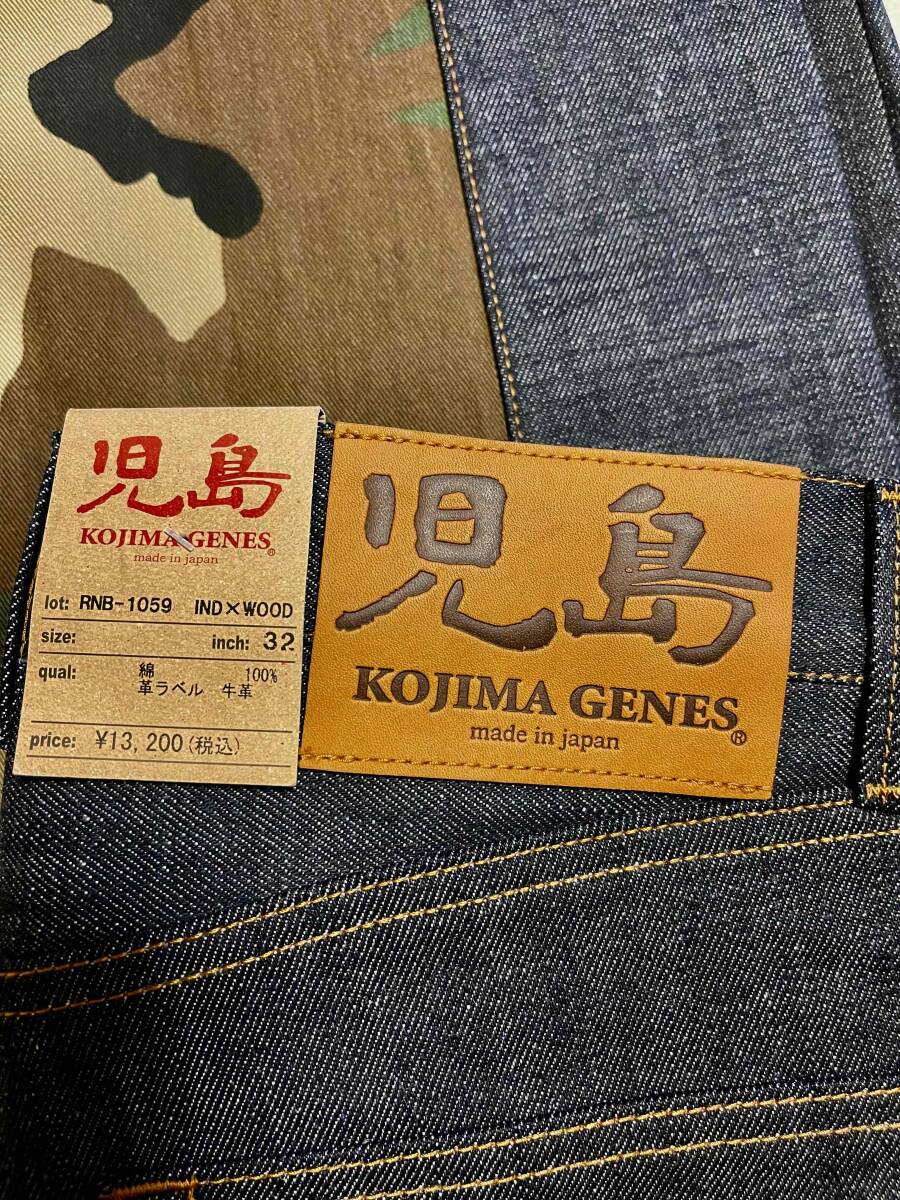 児島
KOJIMA GENES®
made in japan
lot: RNB-1059 IND×WOOD
size: inch: 32
qual: 綿 100%
革ラベル 牛革
price: ¥13,200(税込)
児島
KOJIMA GENES®
made in japan